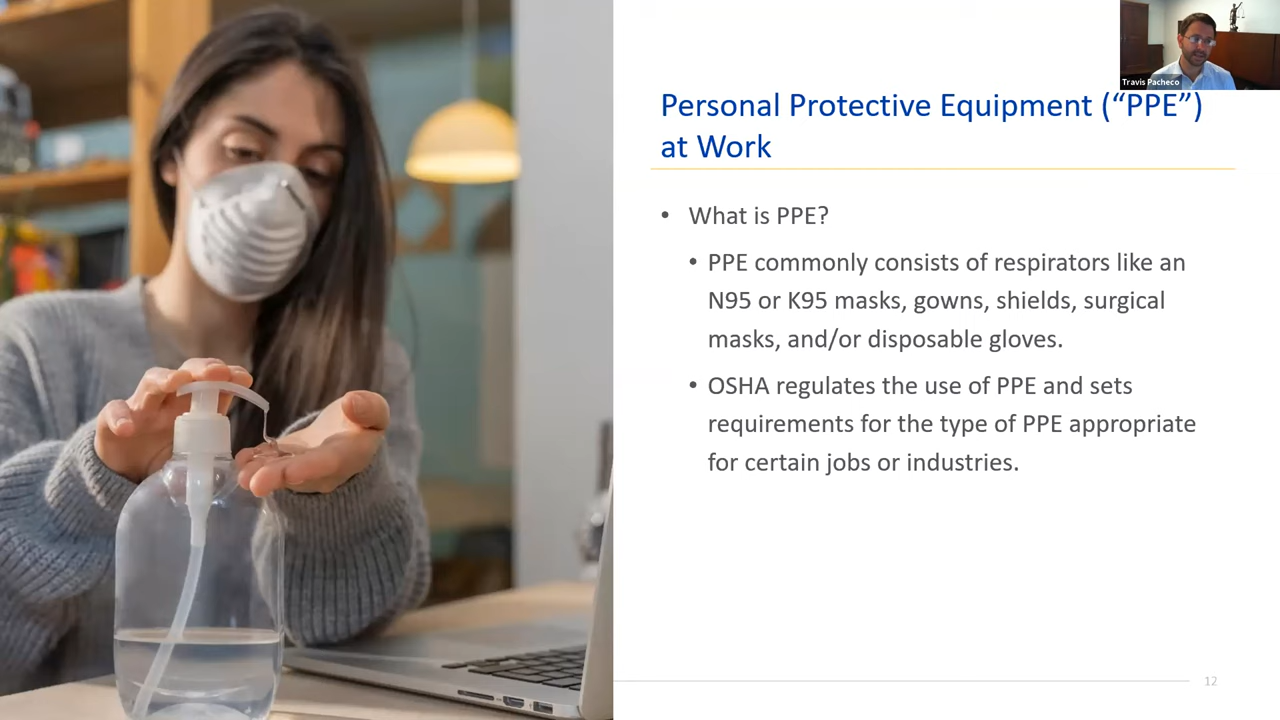 Travis Pacheco
Personal Protective Equipment (“PPE”)
at Work
• What is PPE?
• PPE commonly consists of respirators like an
N95 or K95 masks, gowns, shields, surgical
masks, and/or disposable gloves.
• OSHA regulates the use of PPE and sets
requirements for the type of PPE appropriate
for certain jobs or industries.
12